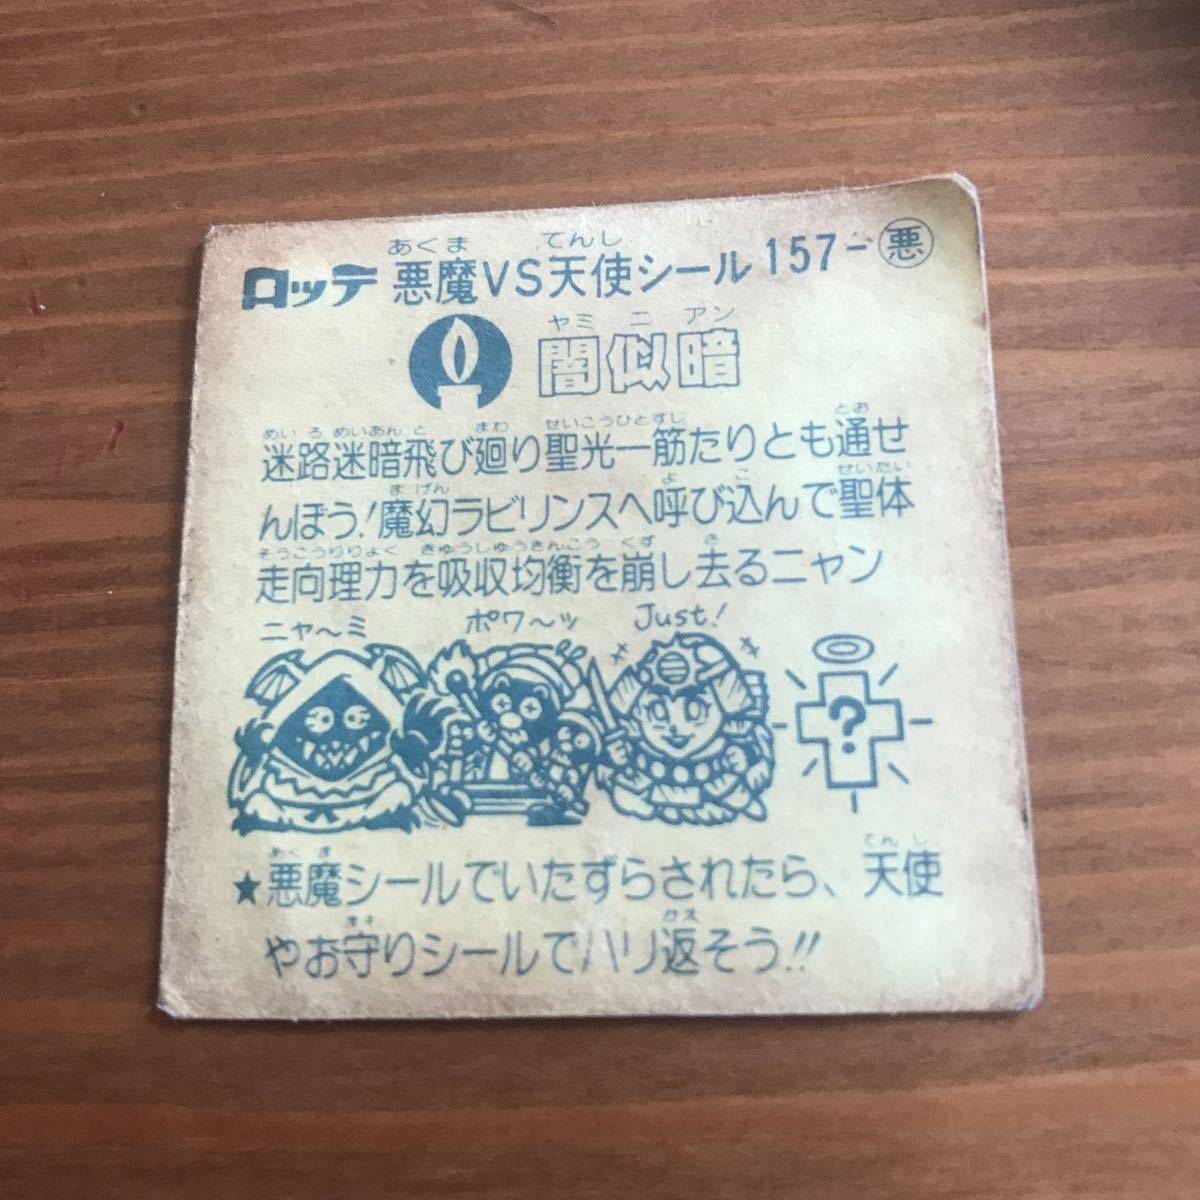 あくま てんし
ロッテ 悪魔VS天使シール 157-悪
ヤミ ニ アン
闇似暗
めいろ めいあん と まわ せいこうひとすじ とお
迷路迷暗飛び廻り聖光一筋たりとも通せ
まげん よ こ せいたい
んぼう!魔幻ラビリンスへ呼び込んで聖体
そうこうりりょく きゅうしゅうきんこう くず さ
走向理力を吸収均衡を崩し去るニャン
ニャ〜ミ ポワ〜ッ Just!
?
あくま てんし
★悪魔シールでいたずらされたら、天使
まも かえ
やお守りシールでハリ返そう!!